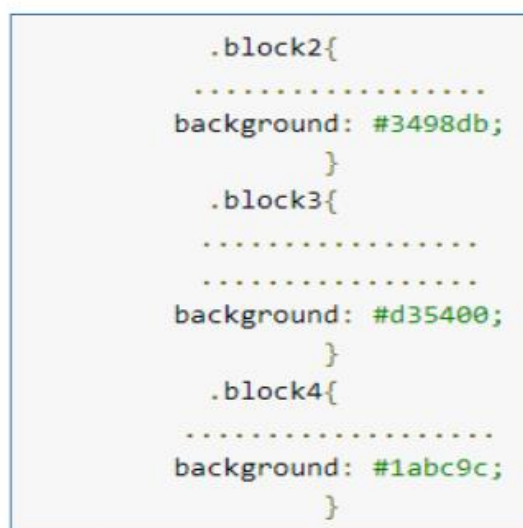 .block2{
..................
background: #3498db;
}
.block3{
.................
.................
background: #d35400;
}
.block4{
...................
background: #1abc9c;
}